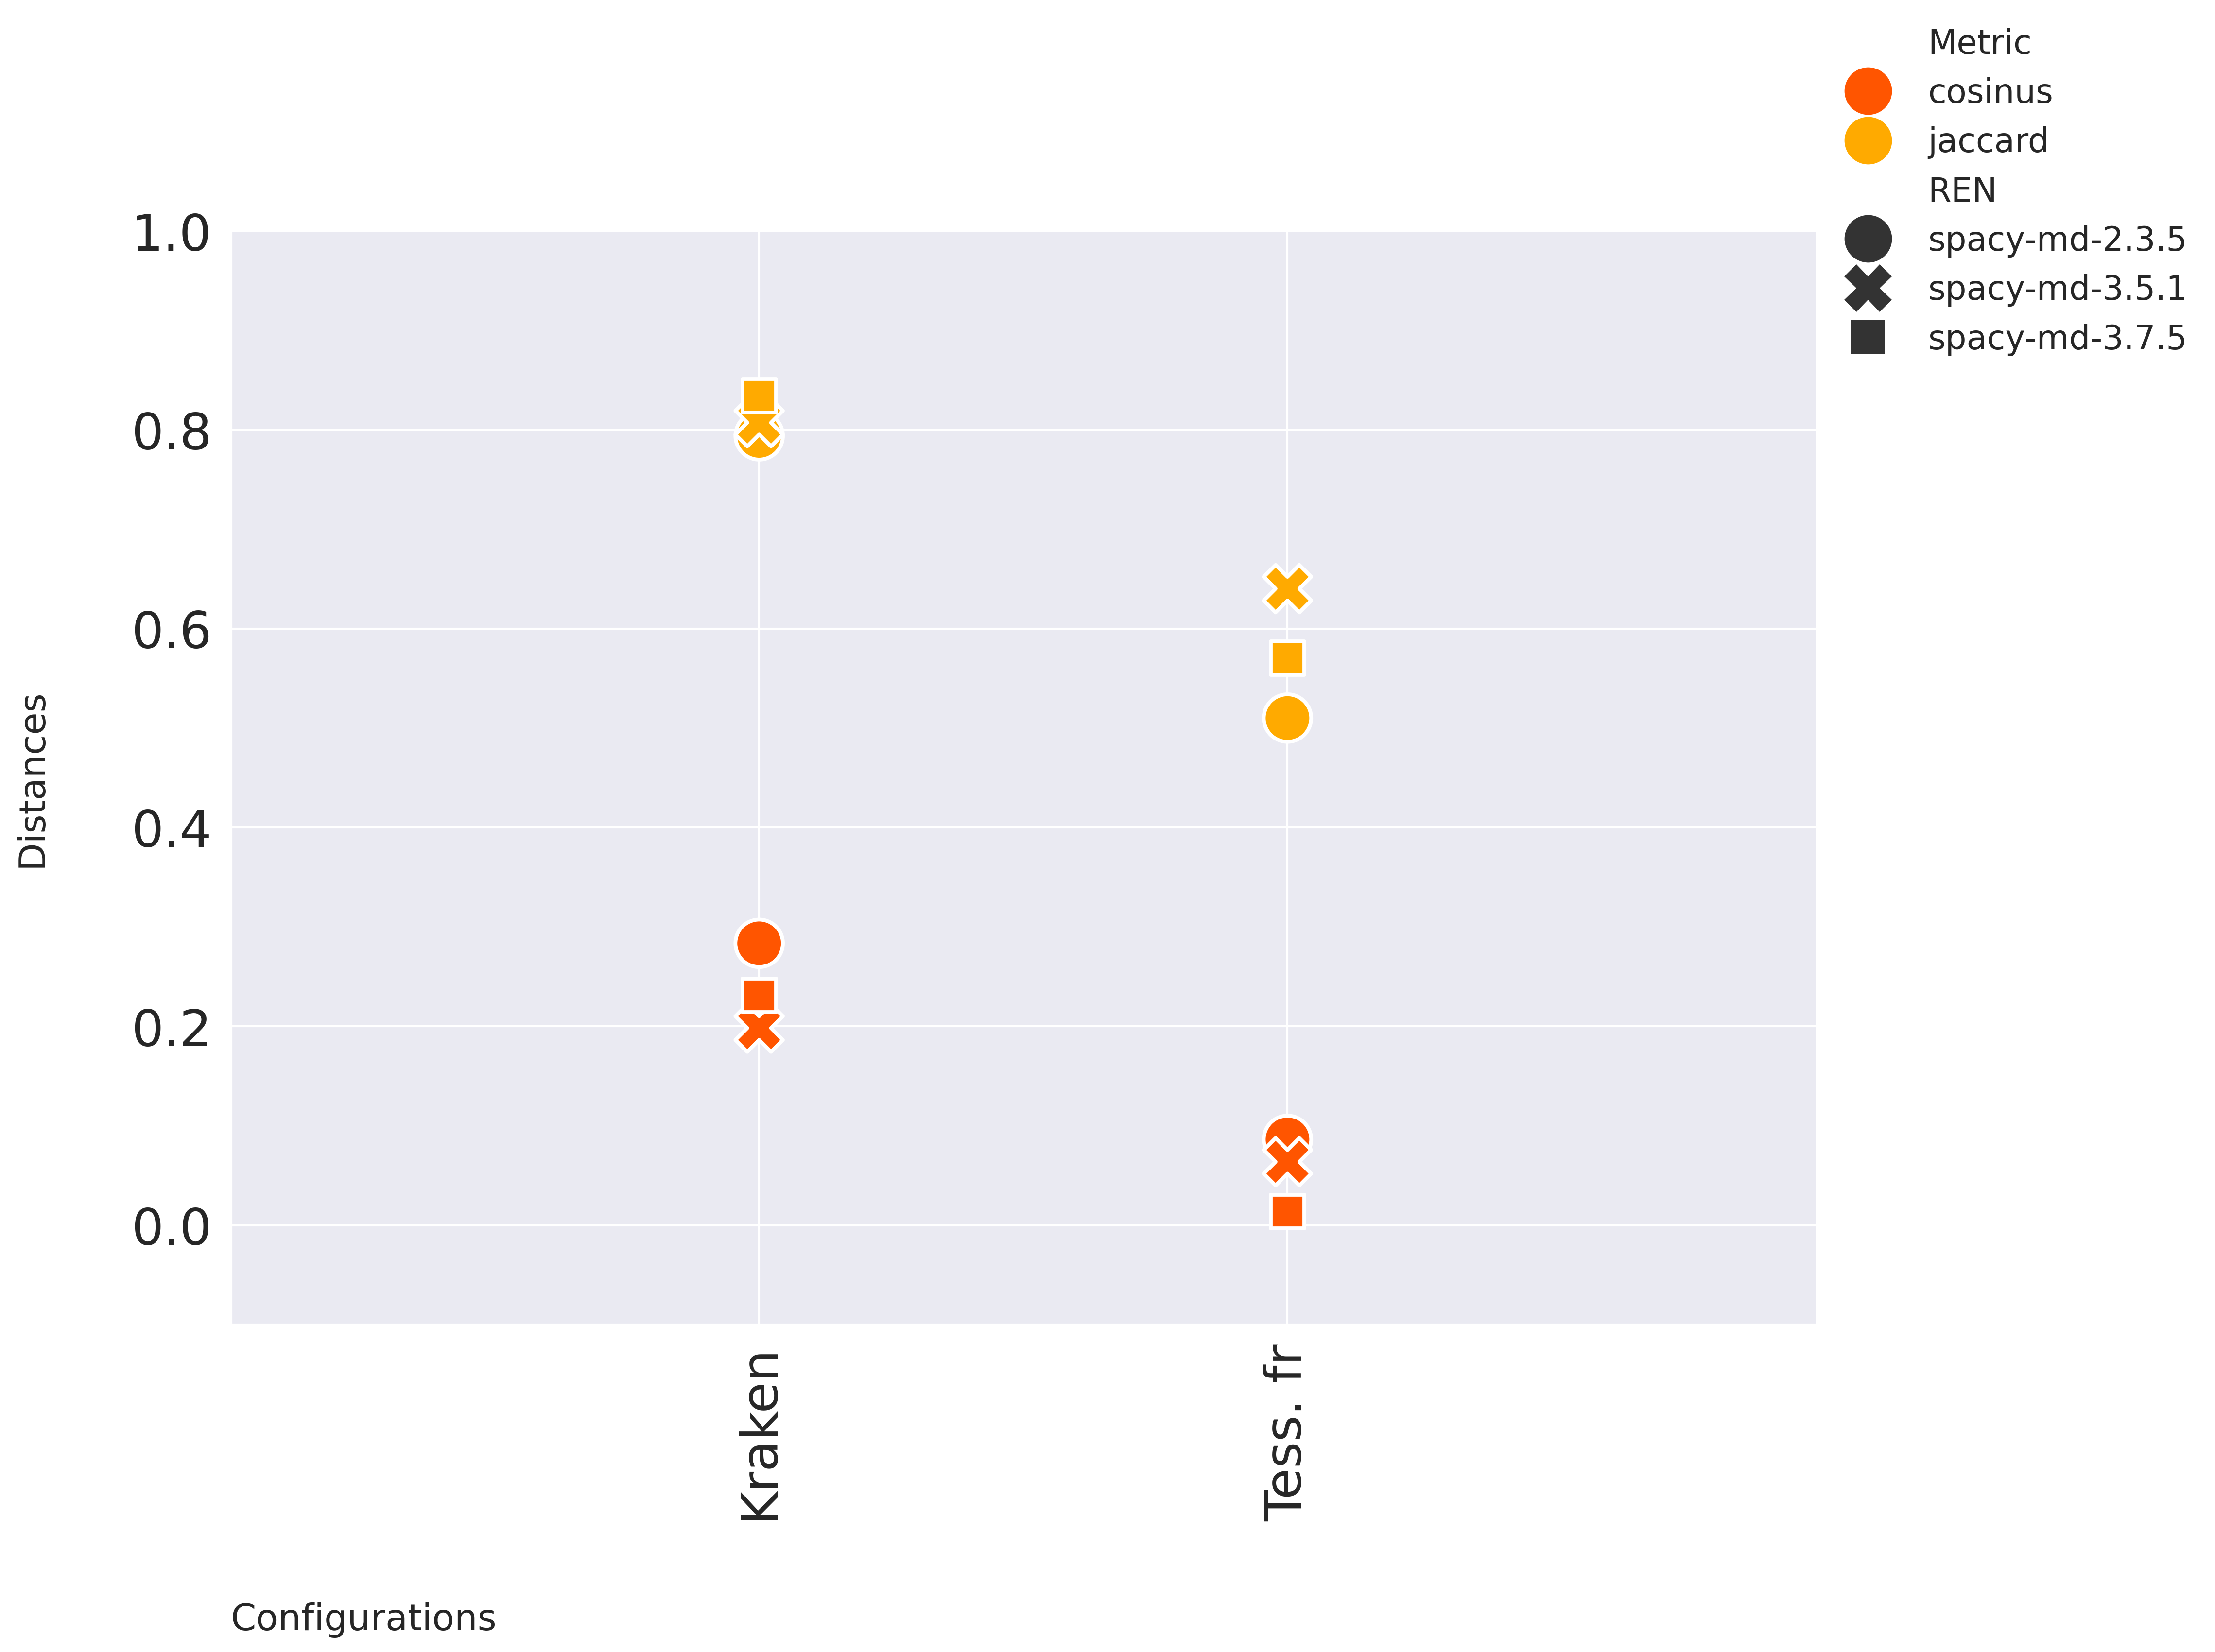 Metric
cosinus
jaccard
REN
spacy-md-2.3.5
spacy-md-3.5.1
spacy-md-3.7.5
1.0
0.8
0.6
0.4
0.2
0.0
Distances
Kraken
Tess. fr
Configurations